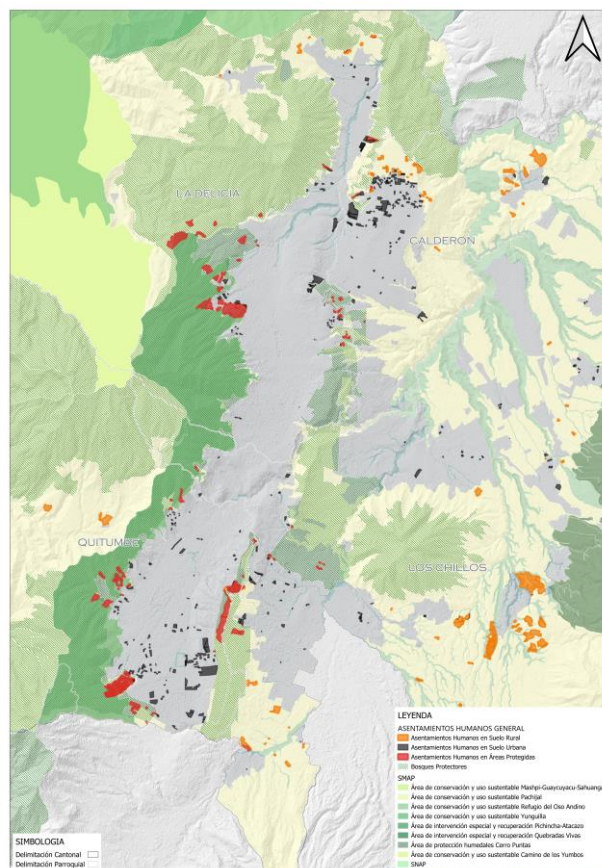 LA DELICIA
CALDERON
QUITUMBE
LOS CHILLOS
LEYENDA
ASENTAMIENTOS HUMANOS GENERAL
Asentamientos Humanos en Suelo Rural
Asentamientos Humanos en Suelo Urbana
Asentamientos Humanos en Áreas Protegidas
Bosques Protectores
SMAP
Área de conservación y uso sustentable Mashpi-Guaycuyacu-Sahuangal
Área de conservación y uso sustentable Pachijal
Área de conservación y uso sustentable Refugio del Oso Andino
Área de conservación y uso sustentable Yunguilla
Área de intervención especial y recuperación Pichincha-Atacazo
Área de intervención especial y recuperación Quebradas Vivas
Área de protección humedales Cerro Puntas
Área de conservación y uso sustentable Camino de los Yumbos
SNAP
SIMBOLOGIA
Delimitación Cantonal
Delimitación Parroquial